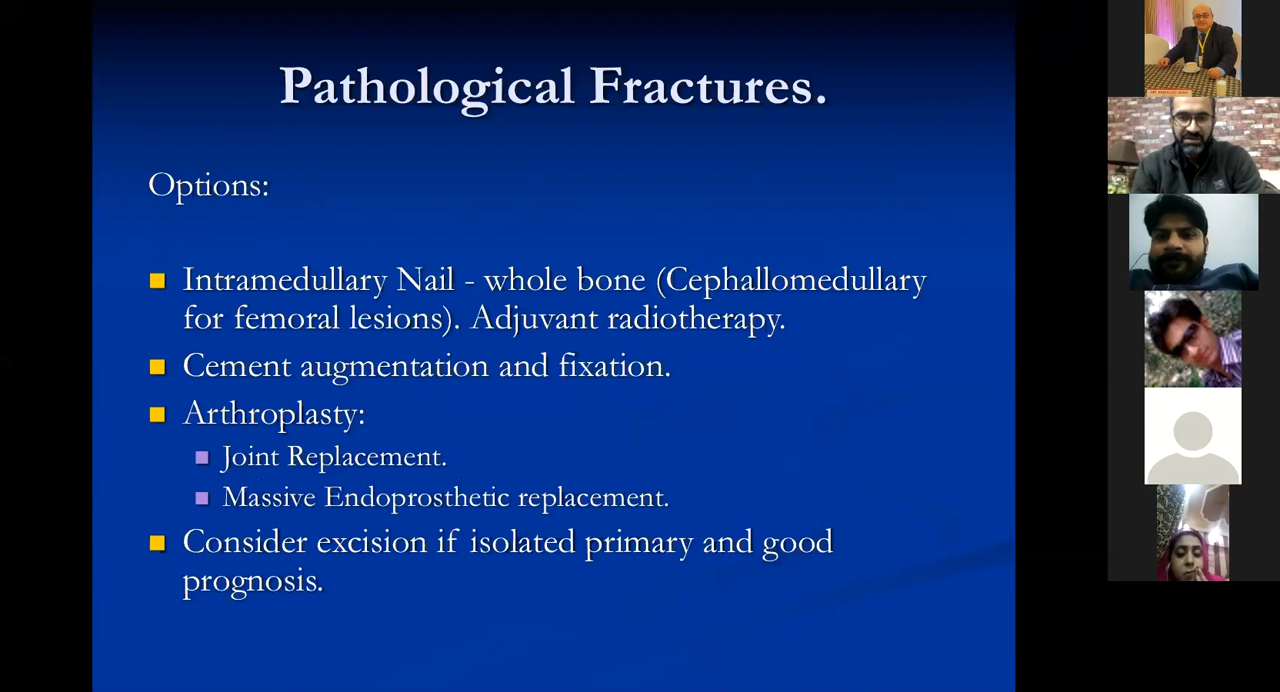 Pathological Fractures.
Options:
Intramedullary Nail - whole bone (Cephallomedullary
for femoral lesions). Adjuvant radiotherapy.
Cement augmentation and fixation.
Arthroplasty:
Joint Replacement.
Massive Endoprosthetic replacement.
Consider excision if isolated primary and good
prognosis.